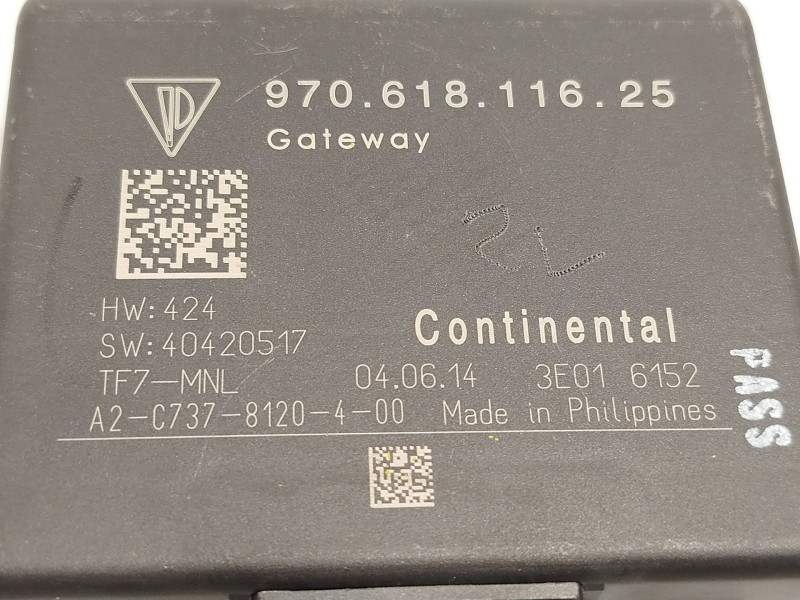 970.618.116.25
Gateway
HW:424
SW:40420517
Continental
TF7-MNL 04.06.14 3E01 6152
A2-C737-8120-4-00 Made in Philippines
PASS